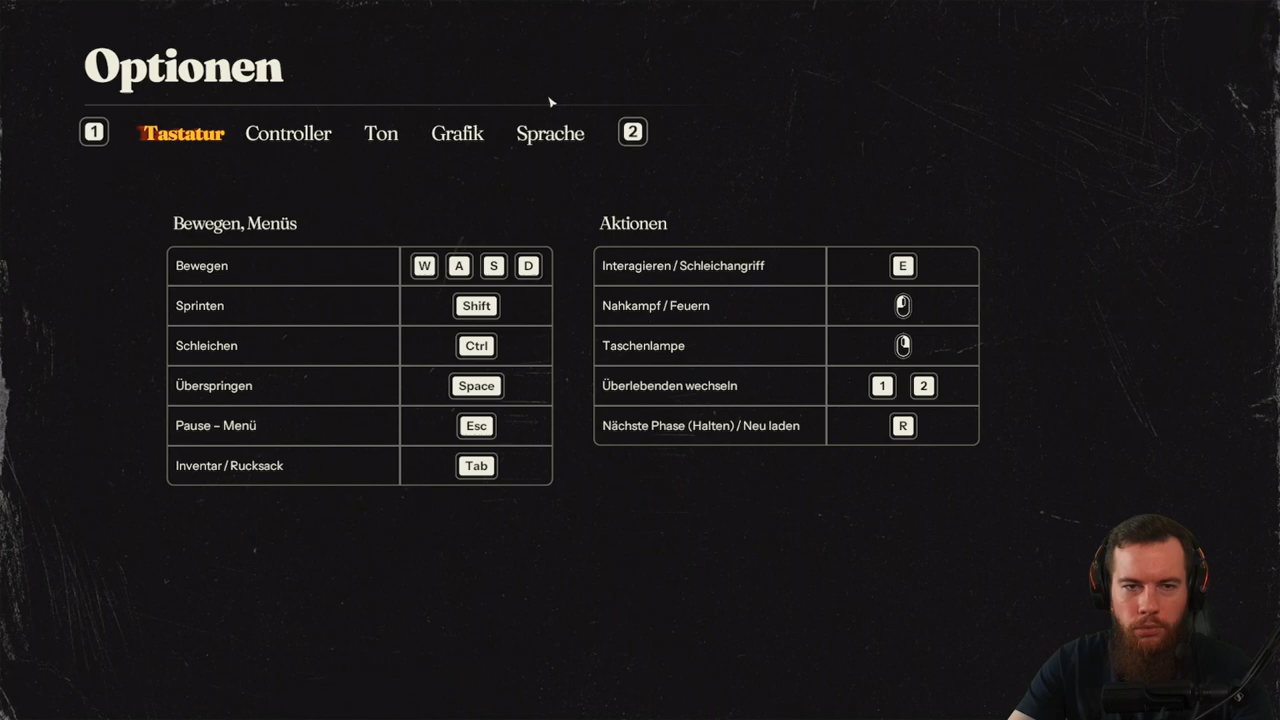 Optionen
1 Tastatur Controller Ton Grafik Sprache 2
Bewegen, Menüs
Bewegen W A S D
Sprinten Shift
Schleichen Ctrl
Überspringen Space
Pause – Menü Esc
Inventar / Rucksack Tab
Aktionen
Interagieren / Schleichangriff E
Nahkampf / Feuern
Taschenlampe
Überlebenden wechseln 1 2
Nächste Phase (Halten) / Neu laden R